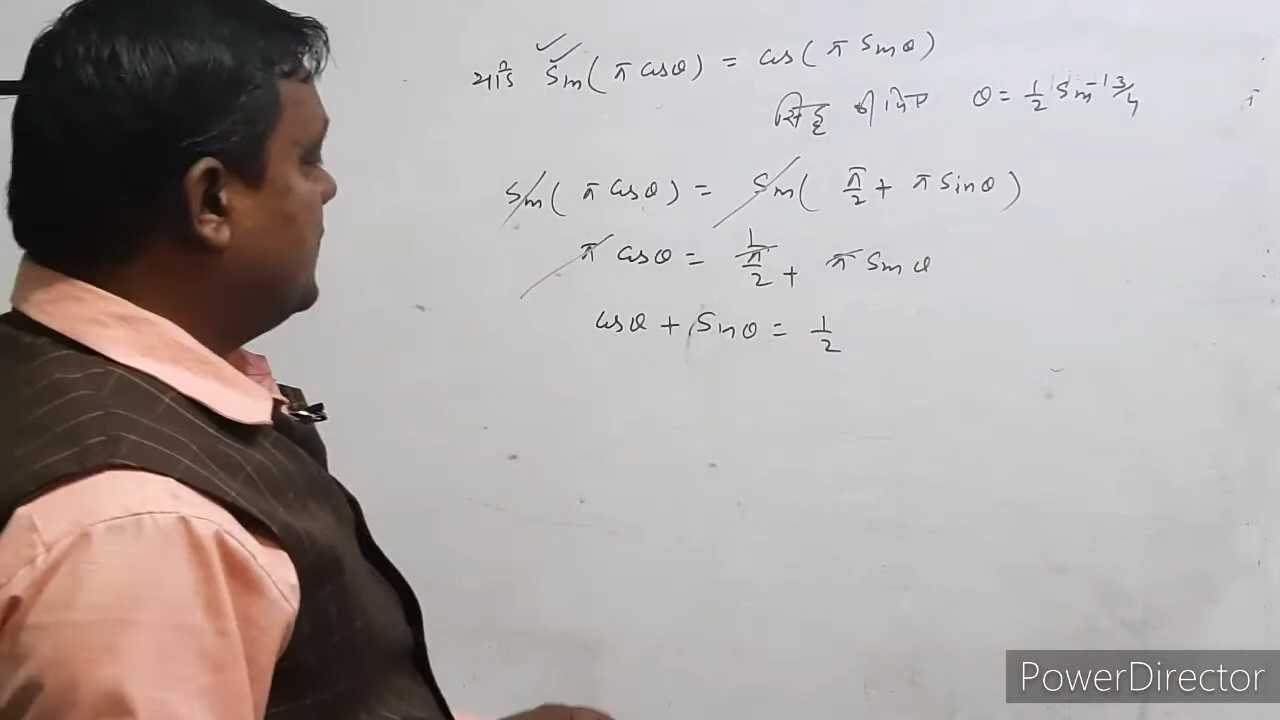 यदि Sin(π cosθ) = cos(π Sinθ)
सिद्ध कीजिए θ = 1/2 Sin⁻¹ 3/4
Sin(π cosθ) = Sin( π/2 + π sinθ)
π cosθ = π/2 + π Sinθ
cosθ + Sinθ = 1/2
PowerDirector